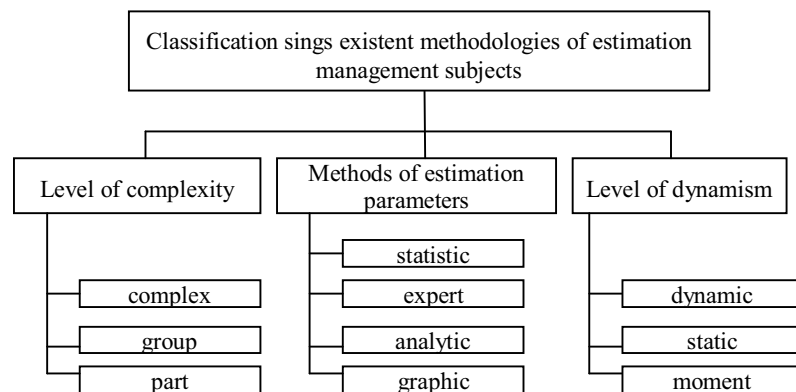 Classification sings existent methodologies of estimation
management subjects
Level of complexity
complex
group
part
Methods of estimation
parameters
statistic
expert
analytic
graphic
Level of dynamism
dynamic
static
moment